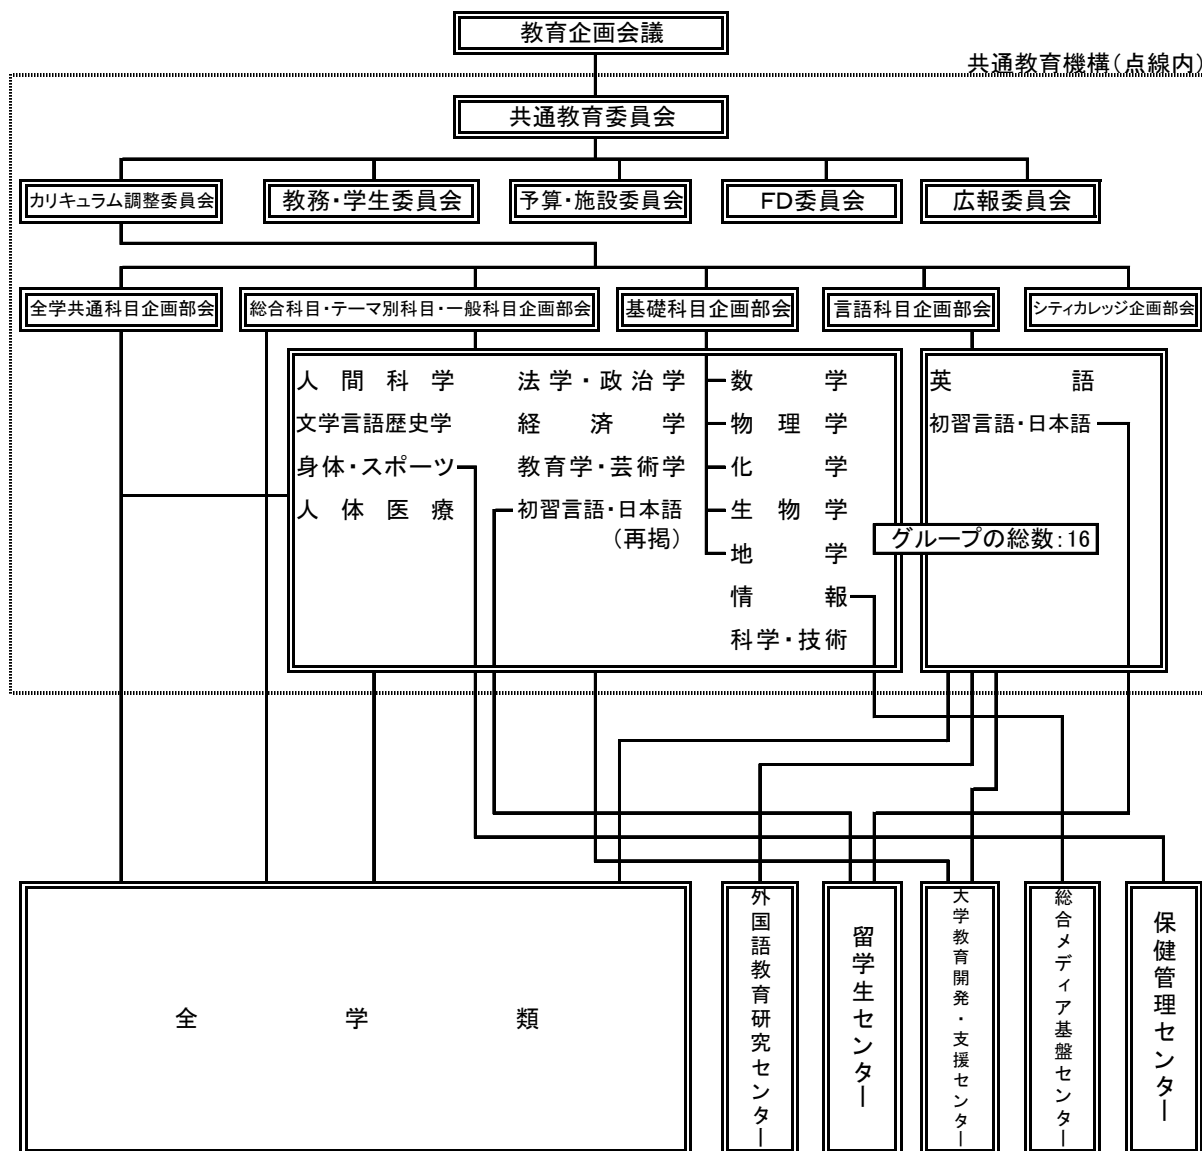 教育企画会議
共通教育機構(点線内)
共通教育委員会
カリキュラム調整委員会
教務・学生委員会
予算・施設委員会
FD委員会
広報委員会
全学共通科目企画部会
総合科目・テーマ別科目・一般科目企画部会
基礎科目企画部会
言語科目企画部会
シティカレッジ企画部会
人間科学
文学言語歴史学
身体・スポーツ
人体医療
法学・政治学
経済学
教育学・芸術学
初習言語・日本語
(再掲)
数学
物理学
化学
生物学
地学
情報
科学・技術
英語
初習言語・日本語
グループの総数:16
全学類
外国語教育研究センター
留学生センター
大学教育開発・支援センター
総合メディア基盤センター
保健管理センター